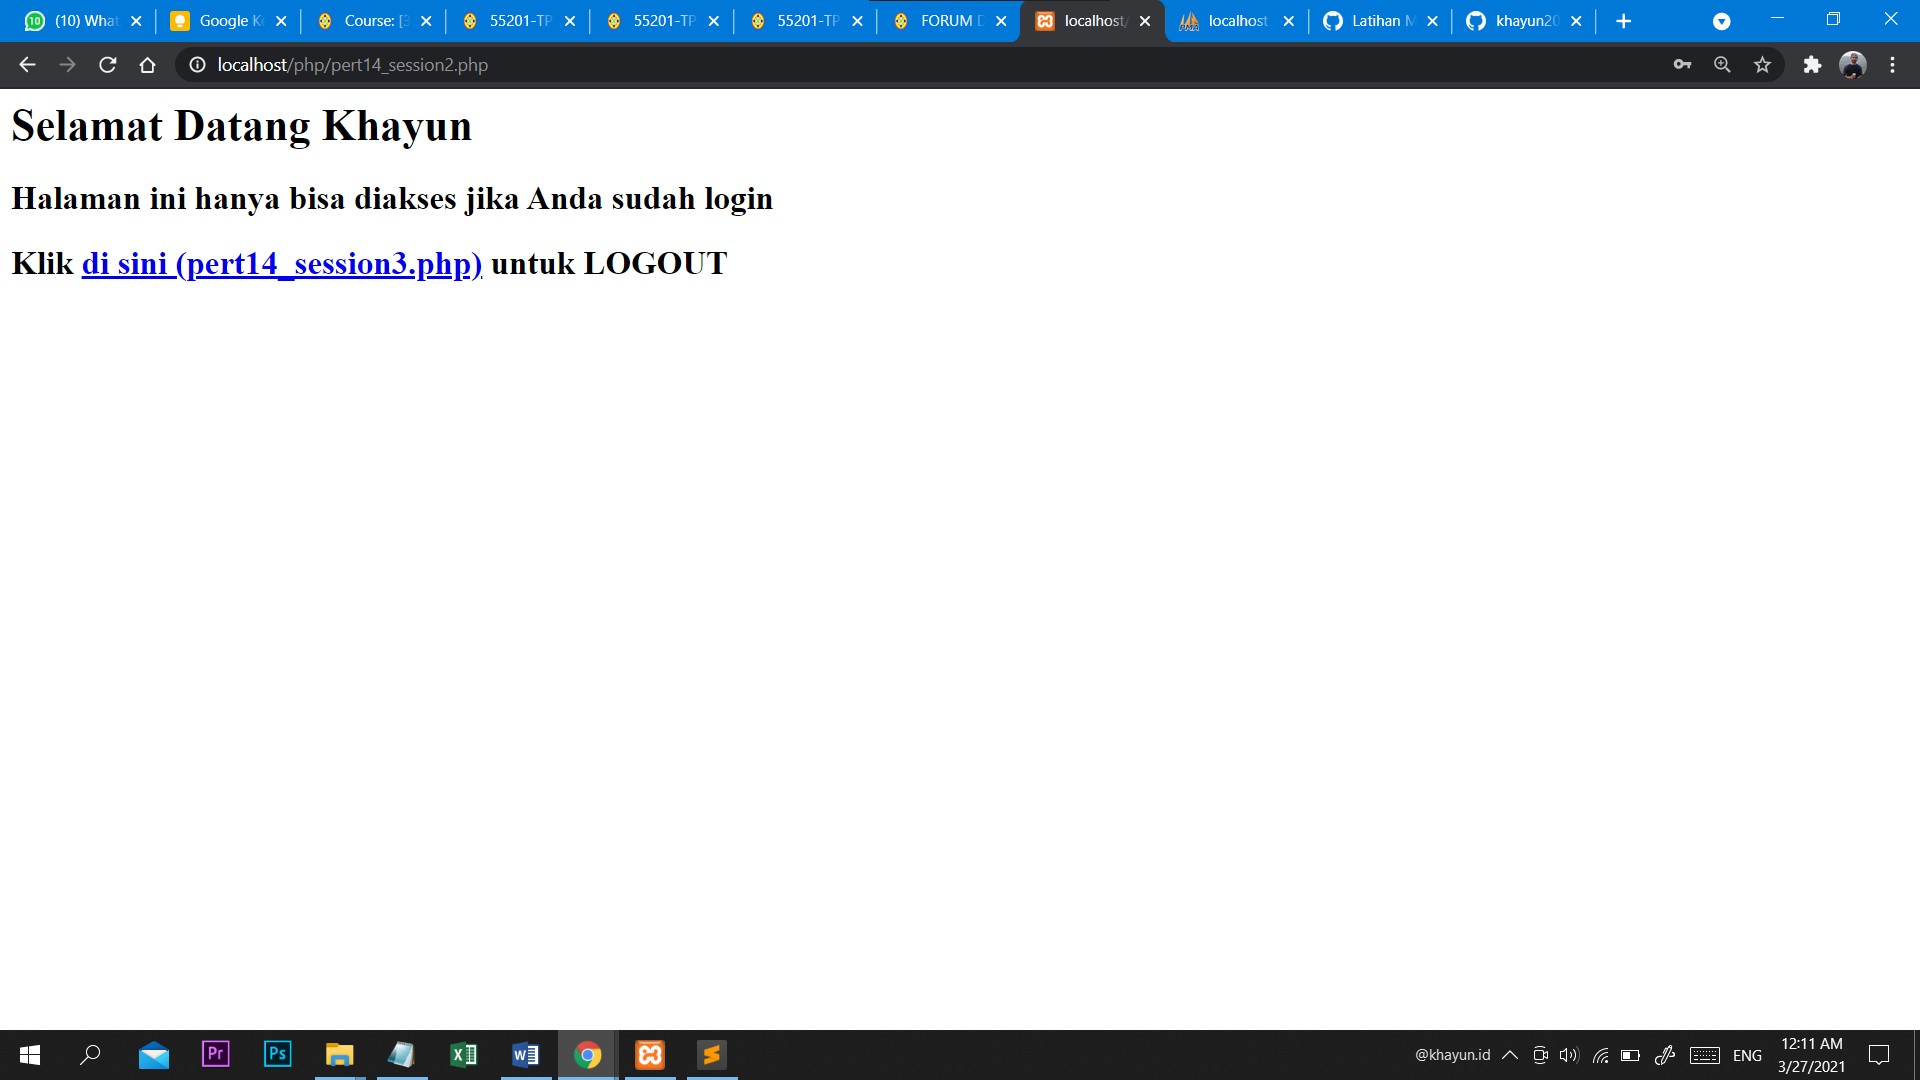 (10) What
Google Ke
Course: [3
55201-TP
55201-TP
55201-TP
FORUM D
localhost/
localhost
Latihan M
khayun20
localhost/php/pert14_session2.php
Selamat Datang Khayun
Halaman ini hanya bisa diakses jika Anda sudah login
Klik di sini (pert14_session3.php) untuk LOGOUT
@khayun.id
ENG
12:11 AM
3/27/2021